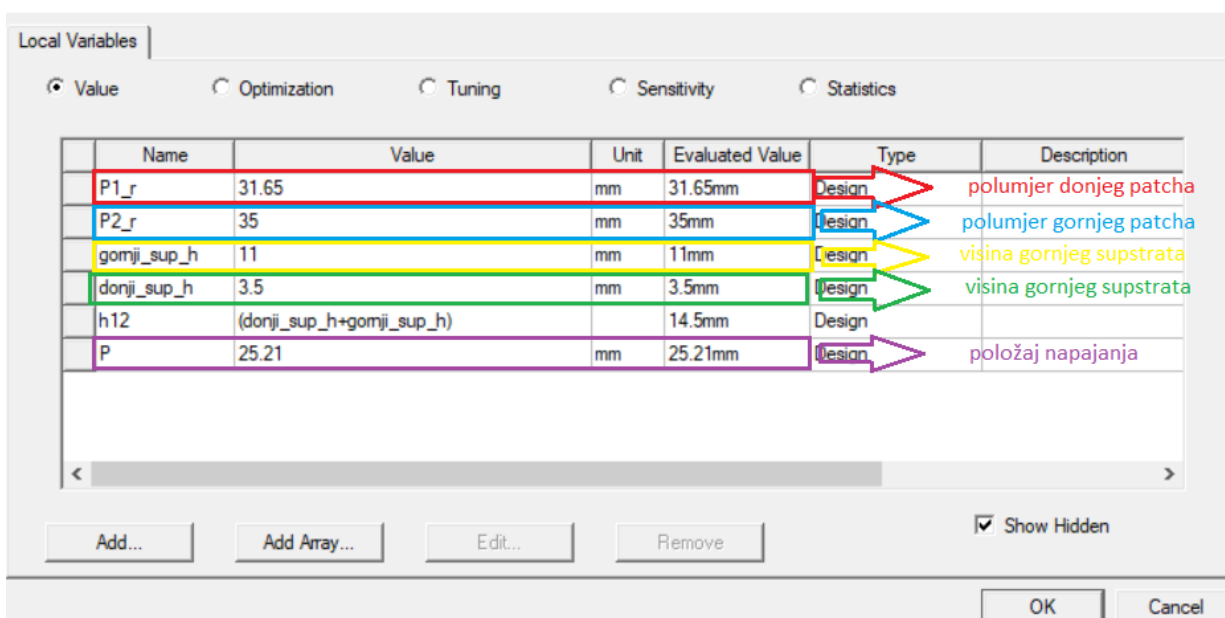 Local Variables
Value Optimization Tuning Sensitivity Statistics
Name Value Unit Evaluated Value Type Description
P1_r 31.65 mm 31.65mm Design polumjer donjeg patcha
P2_r 35 mm 35mm Design polumjer gornjeg patcha
gornji_sup_h 11 mm 11mm Design visina gornjeg supstrata
donji_sup_h 3.5 mm 3.5mm Design visina gornjeg supstrata
h12 (donji_sup_h+gornji_sup_h) 14.5mm Design
P 25.21 mm 25.21mm Design položaj napajanja
Show Hidden
Add... Add Array... Edit... Remove
OK Cancel